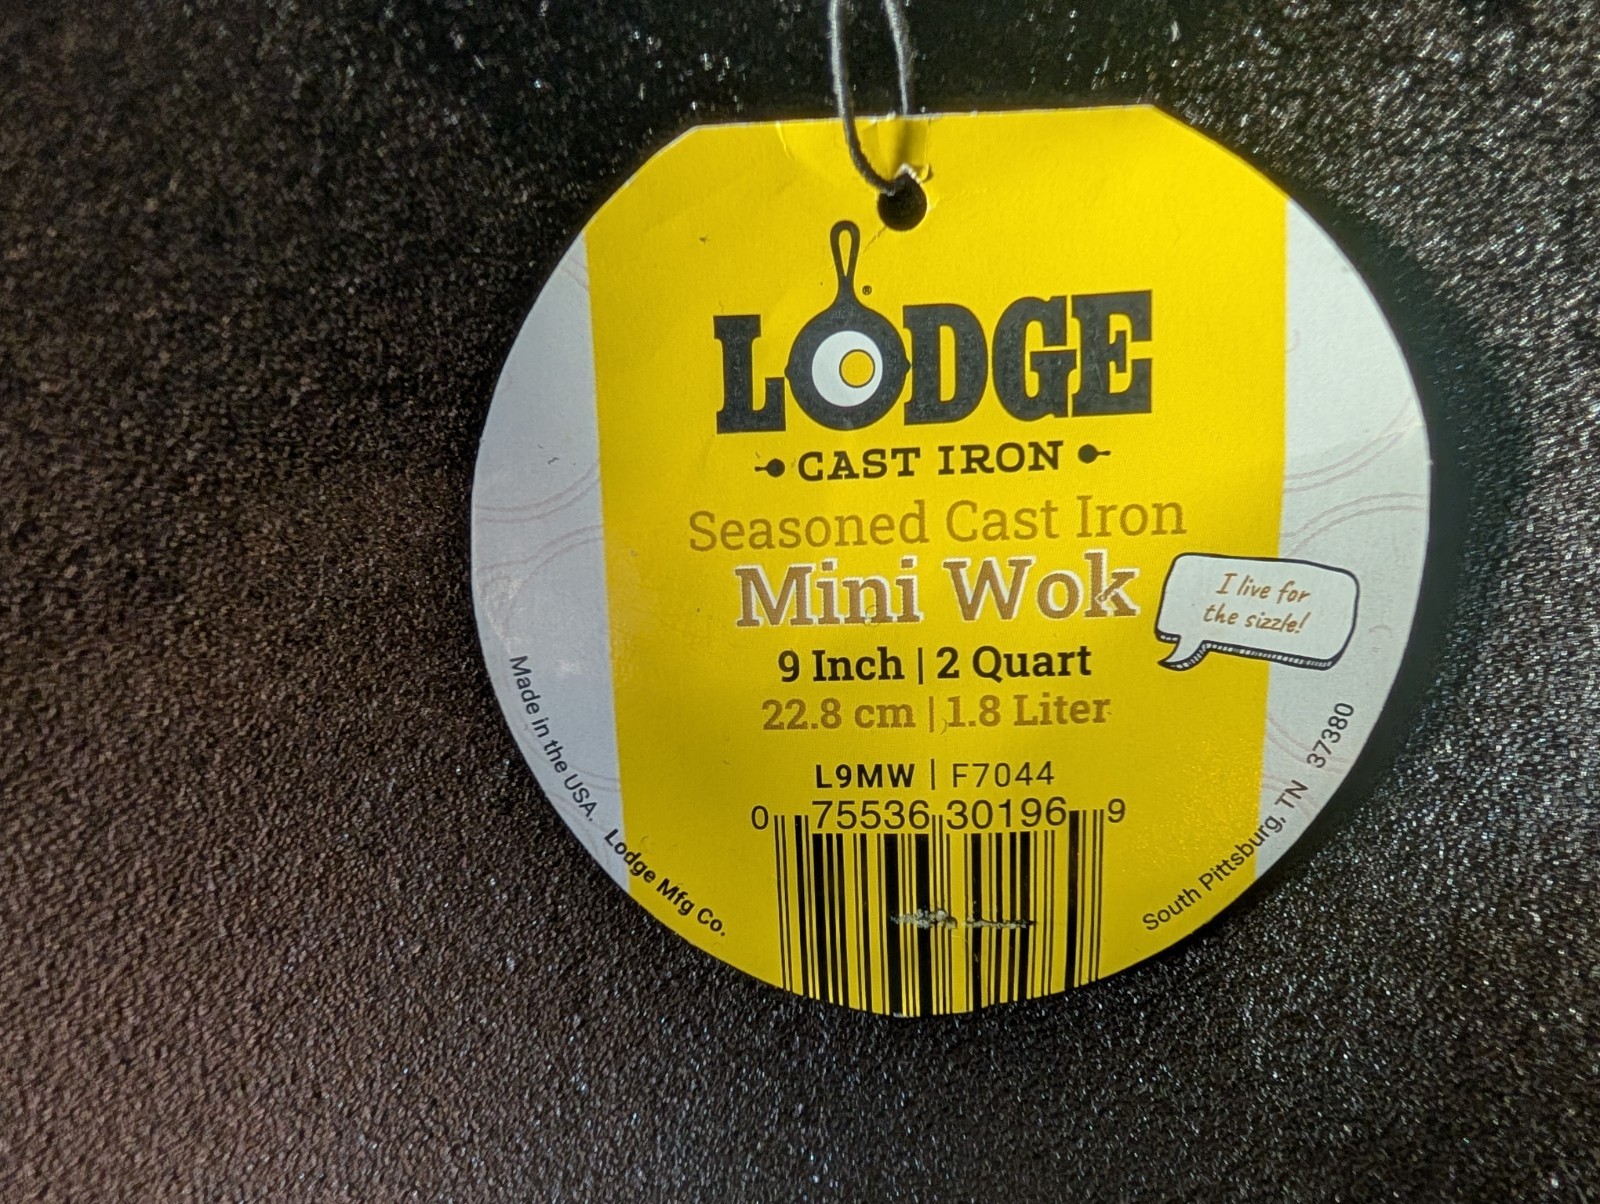 LODGE®
CAST IRON
Seasoned Cast Iron
Mini Wok
I live for
the sizzle!
9 Inch | 2 Quart
22.8 cm | 1.8 Liter
L9MW | F7044
0 75536 30196 9
Made in the USA. Lodge Mfg Co.
South Pittsburg, TN 37380